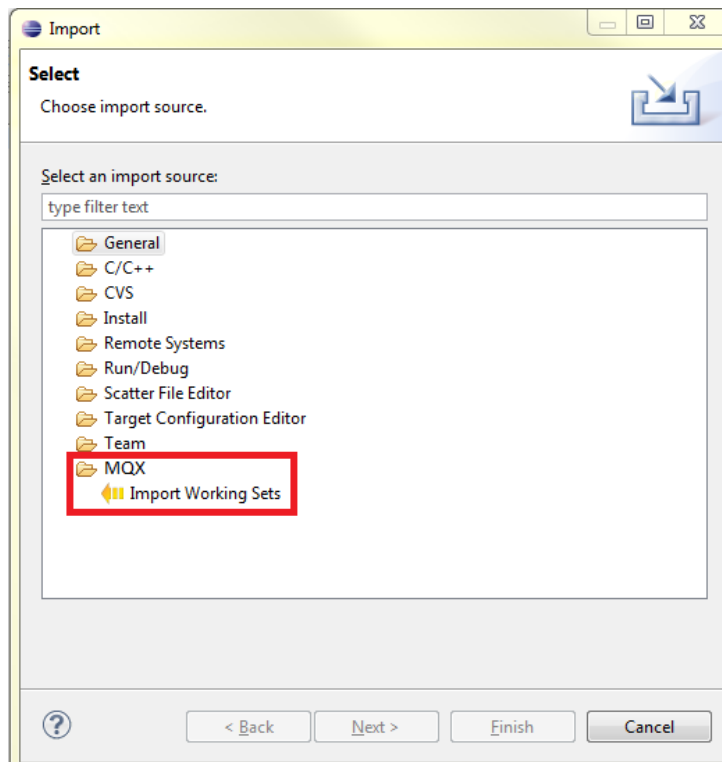 Import
Select
Choose import source.
Select an import source:
type filter text
General
C/C++
CVS
Install
Remote Systems
Run/Debug
Scatter File Editor
Target Configuration Editor
Team
MQX
Import Working Sets
?
< Back Next > Finish Cancel